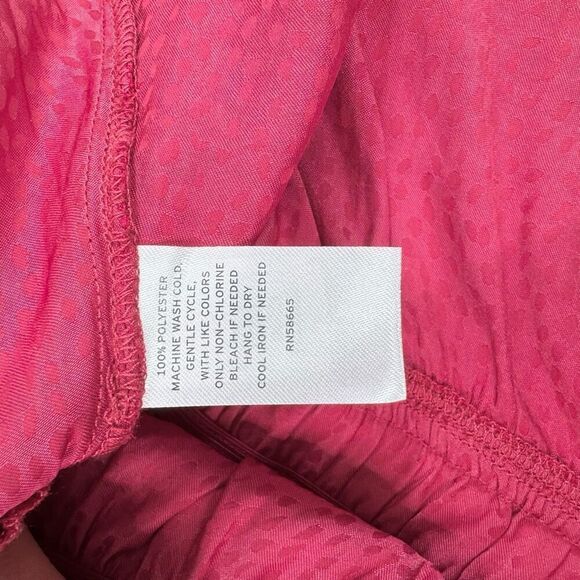 100% POLYESTER
MACHINE WASH COLD.
GENTLE CYCLE,
WITH LIKE COLORS
ONLY NON-CHLORINE
BLEACH IF NEEDED
HANG TO DRY
COOL IRON IF NEEDED
RN58665